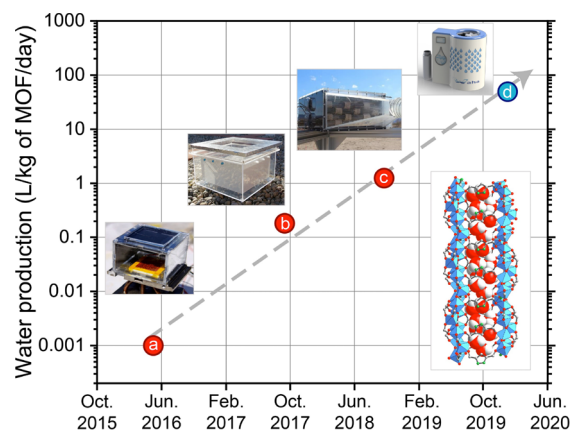 Water production (L/kg of MOF/day)
1000
100
10
1
0.1
0.01
0.001
a
b
c
d
Oct. Jun. Feb. Oct. Jun. Feb. Oct. Jun.
2015 2016 2017 2017 2018 2019 2019 2020